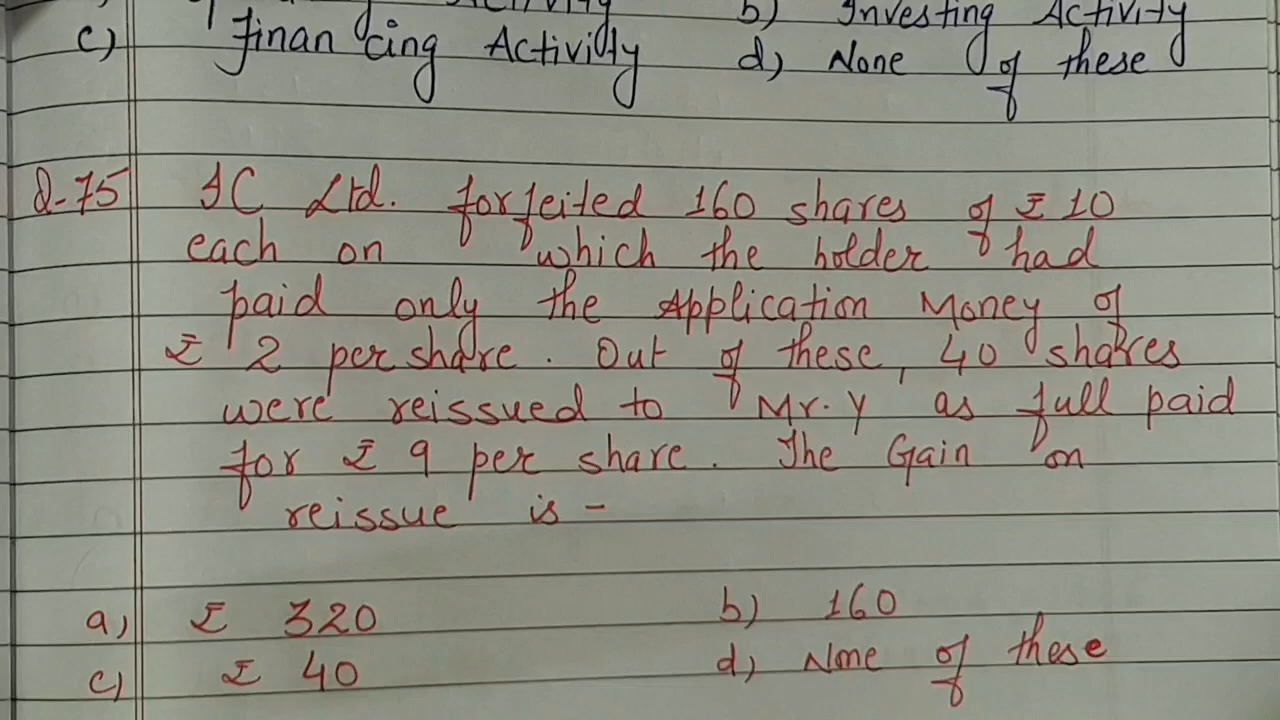 b) Investing Activity
c) Financing Activity d) None of these
Q-75 JC Ltd. forfeited 160 shares of ₹ 10
each on which the holder had
paid only the Application Money of
₹ 2 per share. Out of these, 40 shares
were reissued to Mr. Y as full paid
for ₹ 9 per share. The Gain on
reissue is -
a) ₹ 320 b) 160
c) ₹ 40 d) None of these